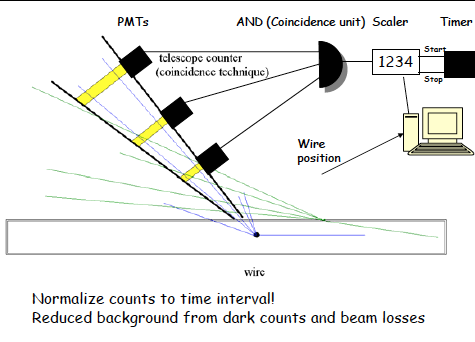 PMTs AND (Coincidence unit) Scaler Timer
telescope counter
(coincidence technique)
1234
Start
Stop
Wire
position
wire
Normalize counts to time interval!
Reduced background from dark counts and beam losses